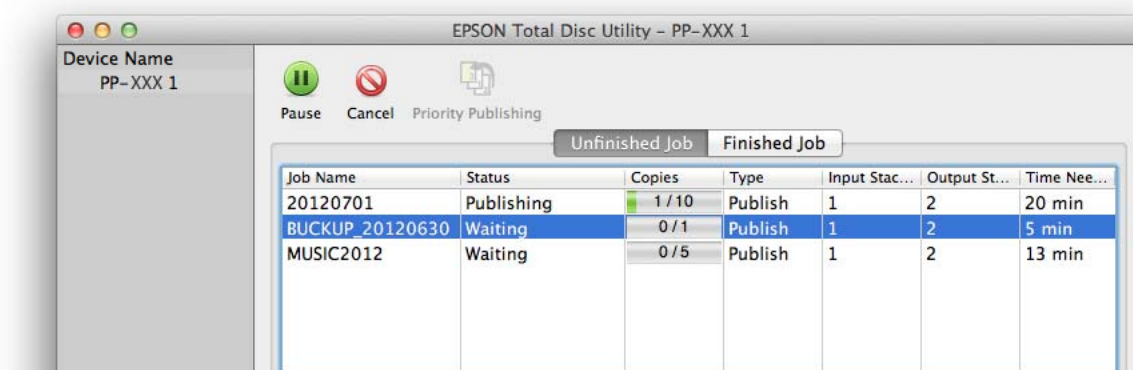 EPSON Total Disc Utility – PP-XXX 1
Device Name
PP-XXX 1
Pause Cancel Priority Publishing
Unfinished Job Finished Job
Job Name Status Copies Type Input Stac... Output St... Time Nee...
20120701 Publishing 1/10 Publish 1 2 20 min
BUCKUP_20120630 Waiting 0/1 Publish 1 2 5 min
MUSIC2012 Waiting 0/5 Publish 1 2 13 min